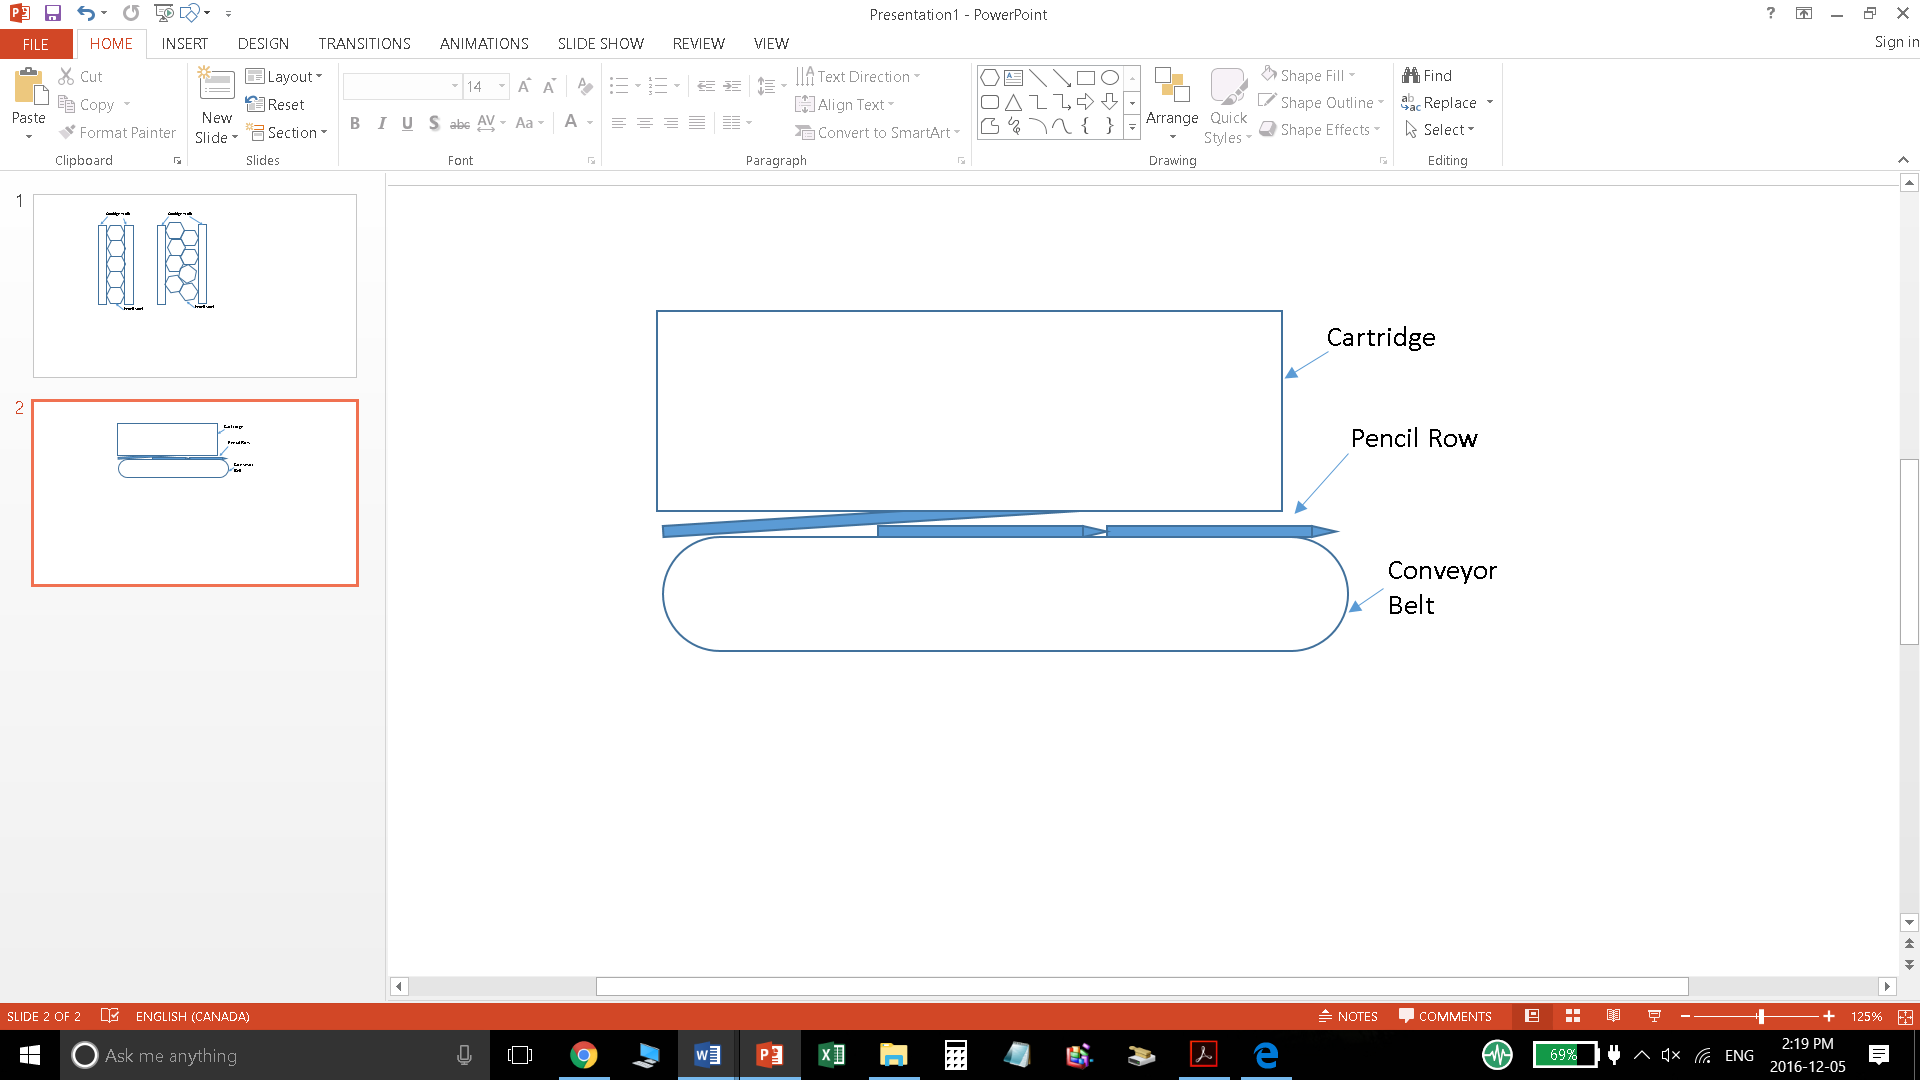 Presentation1 - PowerPoint
?
FILE HOME INSERT DESIGN TRANSITIONS ANIMATIONS SLIDE SHOW REVIEW VIEW
Sign in
Paste
Cut
Copy
Format Painter
Clipboard
New
Slide
Layout
Reset
Section
Slides
14
B I U S abc AV Aa A
Font
Text Direction
Align Text
Convert to SmartArt
Paragraph
Arrange
Quick
Styles
Shape Fill
Shape Outline
Shape Effects
Drawing
Find
Replace
Select
Editing
1
2
Cartridge
Pencil Row
Conveyor
Belt
SLIDE 2 OF 2 ENGLISH (CANADA)
NOTES COMMENTS 125%
Ask me anything
69%
ENG
2:19 PM
2016-12-05